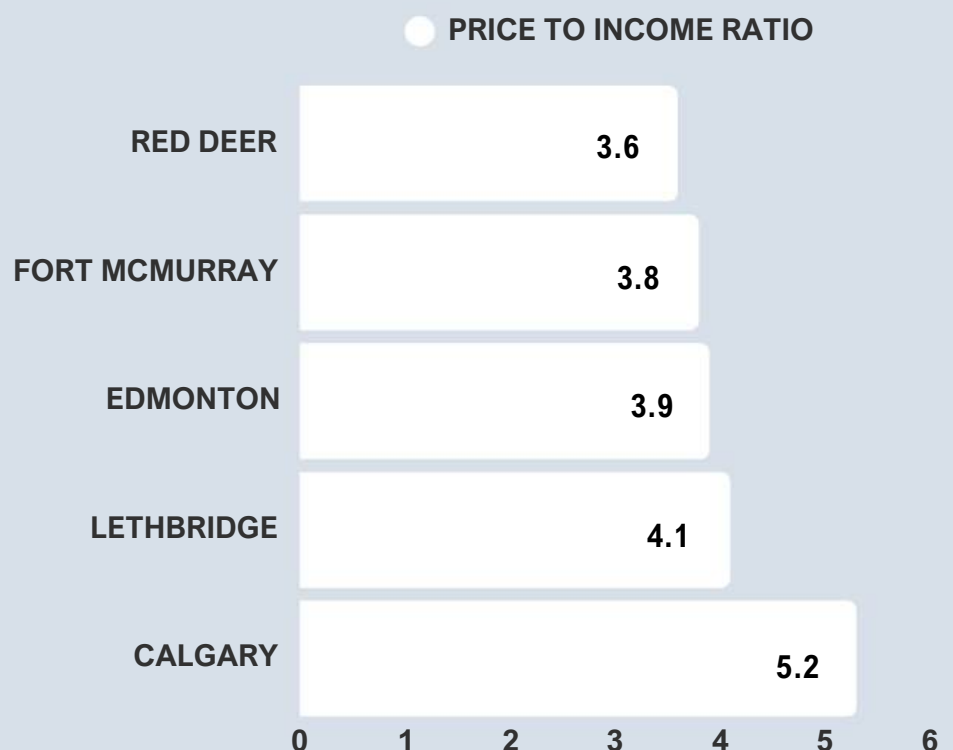 PRICE TO INCOME RATIO
RED DEER 3.6
FORT MCMURRAY 3.8
EDMONTON 3.9
LETHBRIDGE 4.1
CALGARY 5.2
0 1 2 3 4 5 6